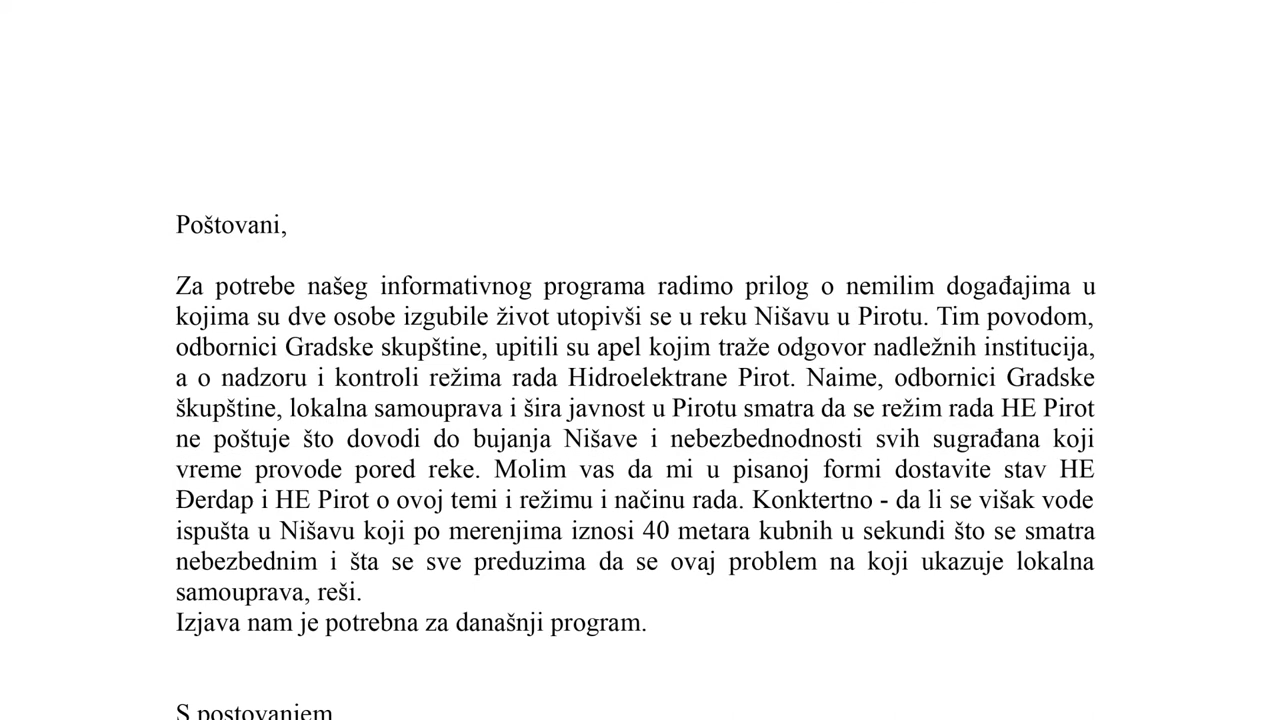 Poštovani,
Za potrebe našeg informativnog programa radimo prilog o nemilim događajima u
kojima su dve osobe izgubile život utopivši se u reku Nišavu u Pirotu. Tim povodom,
odbornici Gradske skupštine, upitili su apel kojim traže odgovor nadležnih institucija,
a o nadzoru i kontroli režima rada Hidroelektrane Pirot. Naime, odbornici Gradske
škupštine, lokalna samouprava i šira javnost u Pirotu smatra da se režim rada HE Pirot
ne poštuje što dovodi do bujanja Nišave i nebezbednodnosti svih sugrađana koji
vreme provode pored reke. Molim vas da mi u pisanoj formi dostavite stav HE
Đerdap i HE Pirot o ovoj temi i režimu i načinu rada. Konktertno - da li se višak vode
ispušta u Nišavu koji po merenjima iznosi 40 metara kubnih u sekundi što se smatra
nebezbednim i šta se sve preduzima da se ovaj problem na koji ukazuje lokalna
samouprava, reši.
Izjava nam je potrebna za današnji program.
S postovanjem